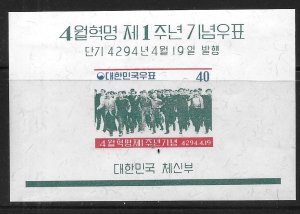 4월혁명 제1주년 기념우표
단기 4294년 4월 19일 발행
대한민국우표 40
4월혁명제1주년기념 4294.4.19
대한민국 체신부